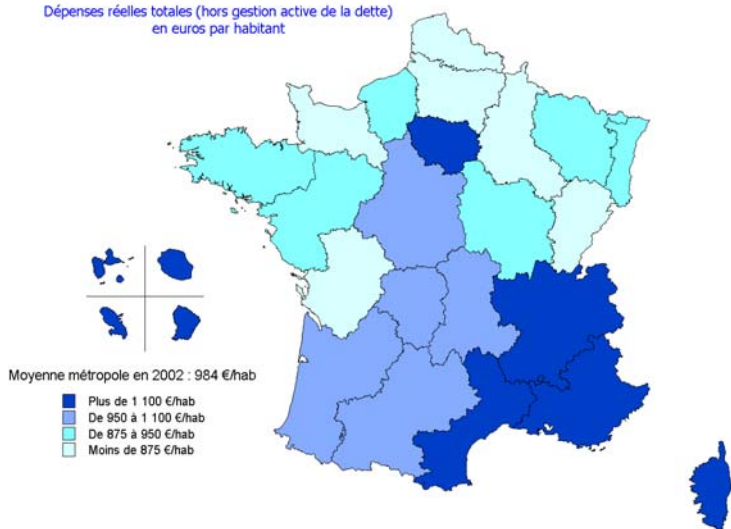 Dépenses réelles totales (hors gestion active de la dette)
en euros par habitant
Moyenne métropole en 2002 : 984 €/hab
Plus de 1 100 €/hab
De 950 à 1 100 €/hab
De 875 à 950 €/hab
Moins de 875 €/hab